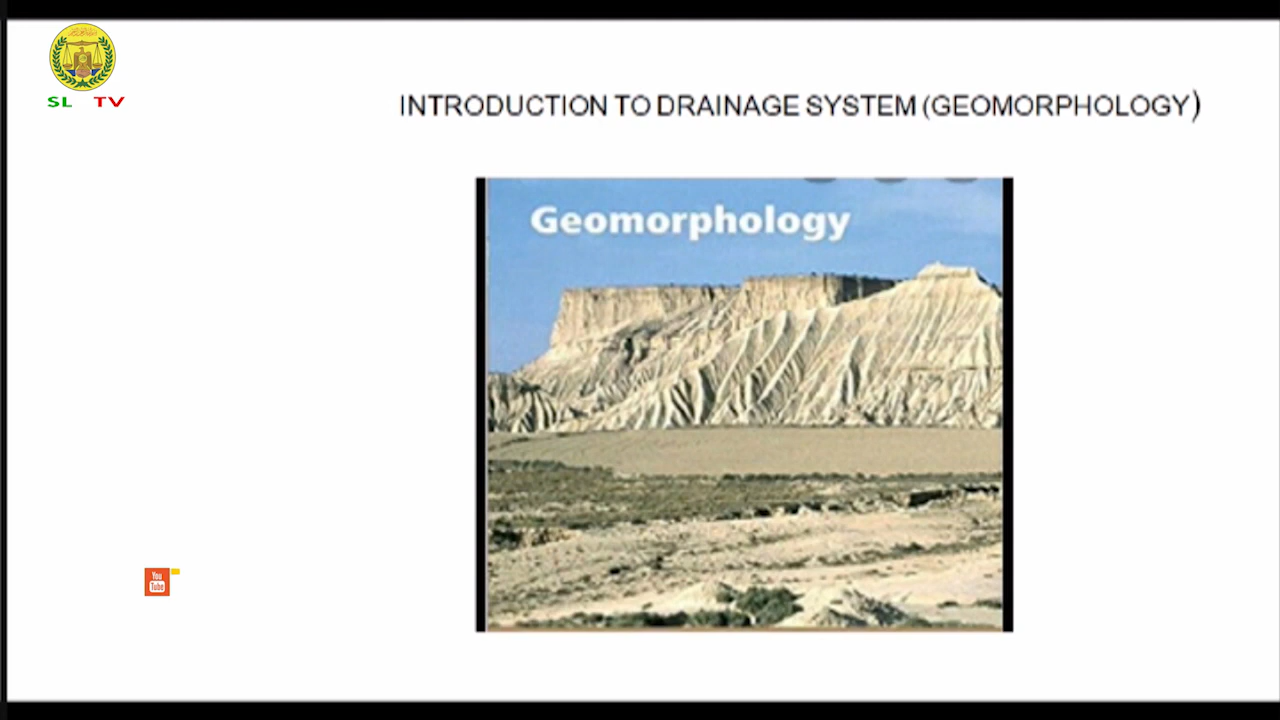 SL TV
INTRODUCTION TO DRAINAGE SYSTEM (GEOMORPHOLOGY)
Geomorphology
You
Tube